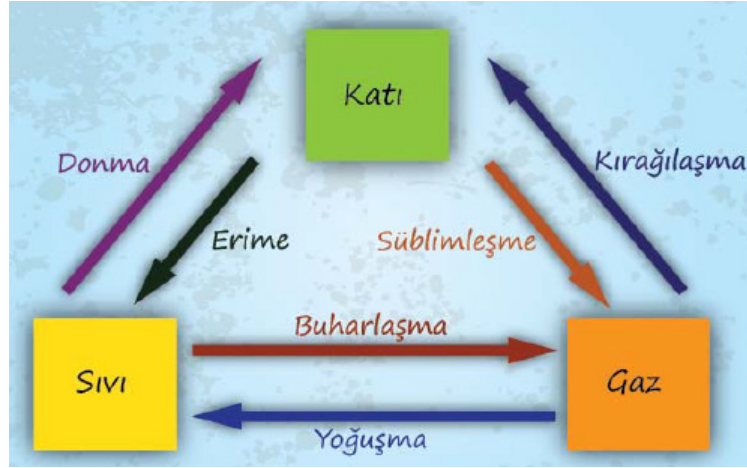 Katı
Donma
Kırağılaşma
Erime
Süblimleşme
Buharlaşma
Sıvı
Gaz
Yoğuşma